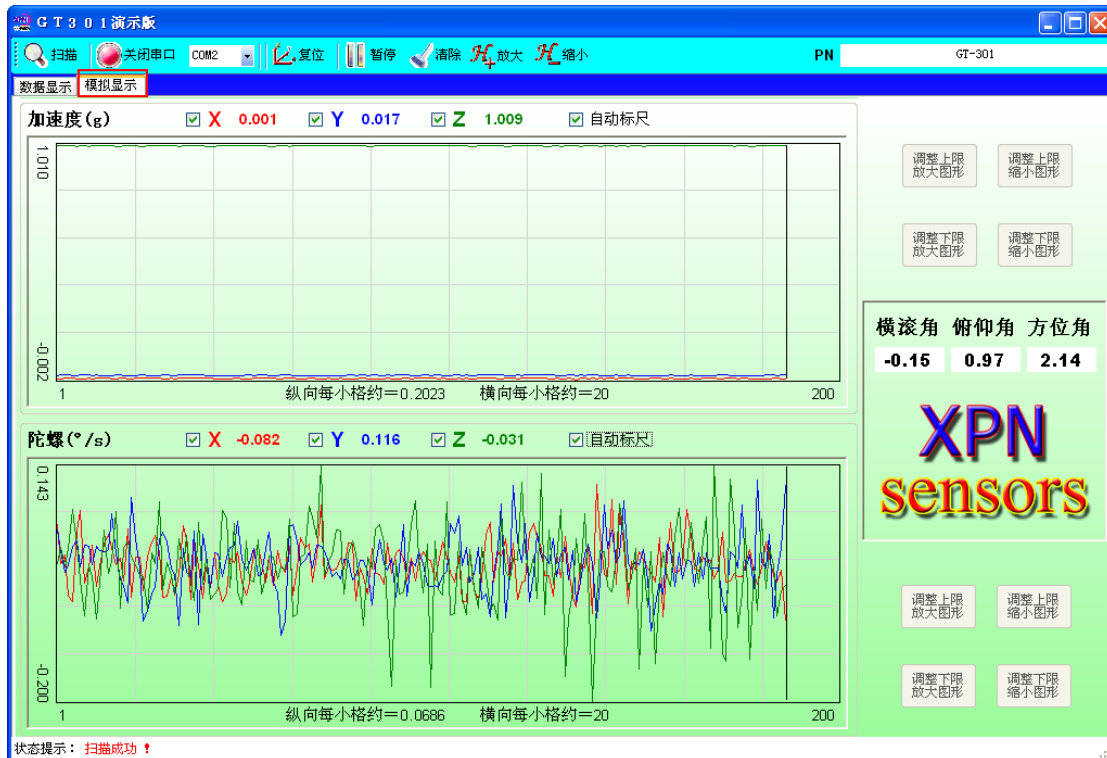 GT301演示版
扫描 关闭串口 COM2 复位 暂停 清除 H+ 放大 H- 缩小 PN GT-301
数据显示 模拟显示
加速度(g) X 0.001 Y 0.017 Z 1.009 自动标尺
1.010
-0.002
1 纵向每小格约=0.2023 横向每小格约=20 200
陀螺(°/s) X -0.082 Y 0.116 Z -0.031 自动标尺
0.143
-0.200
1 纵向每小格约=0.0686 横向每小格约=20 200
调整上限 调整上限
放大图形 缩小图形
调整下限 调整下限
放大图形 缩小图形
横滚角 俯仰角 方位角
-0.15 0.97 2.14
XPN
sensors
调整上限 调整上限
放大图形 缩小图形
调整下限 调整下限
放大图形 缩小图形
状态提示: 扫描成功!